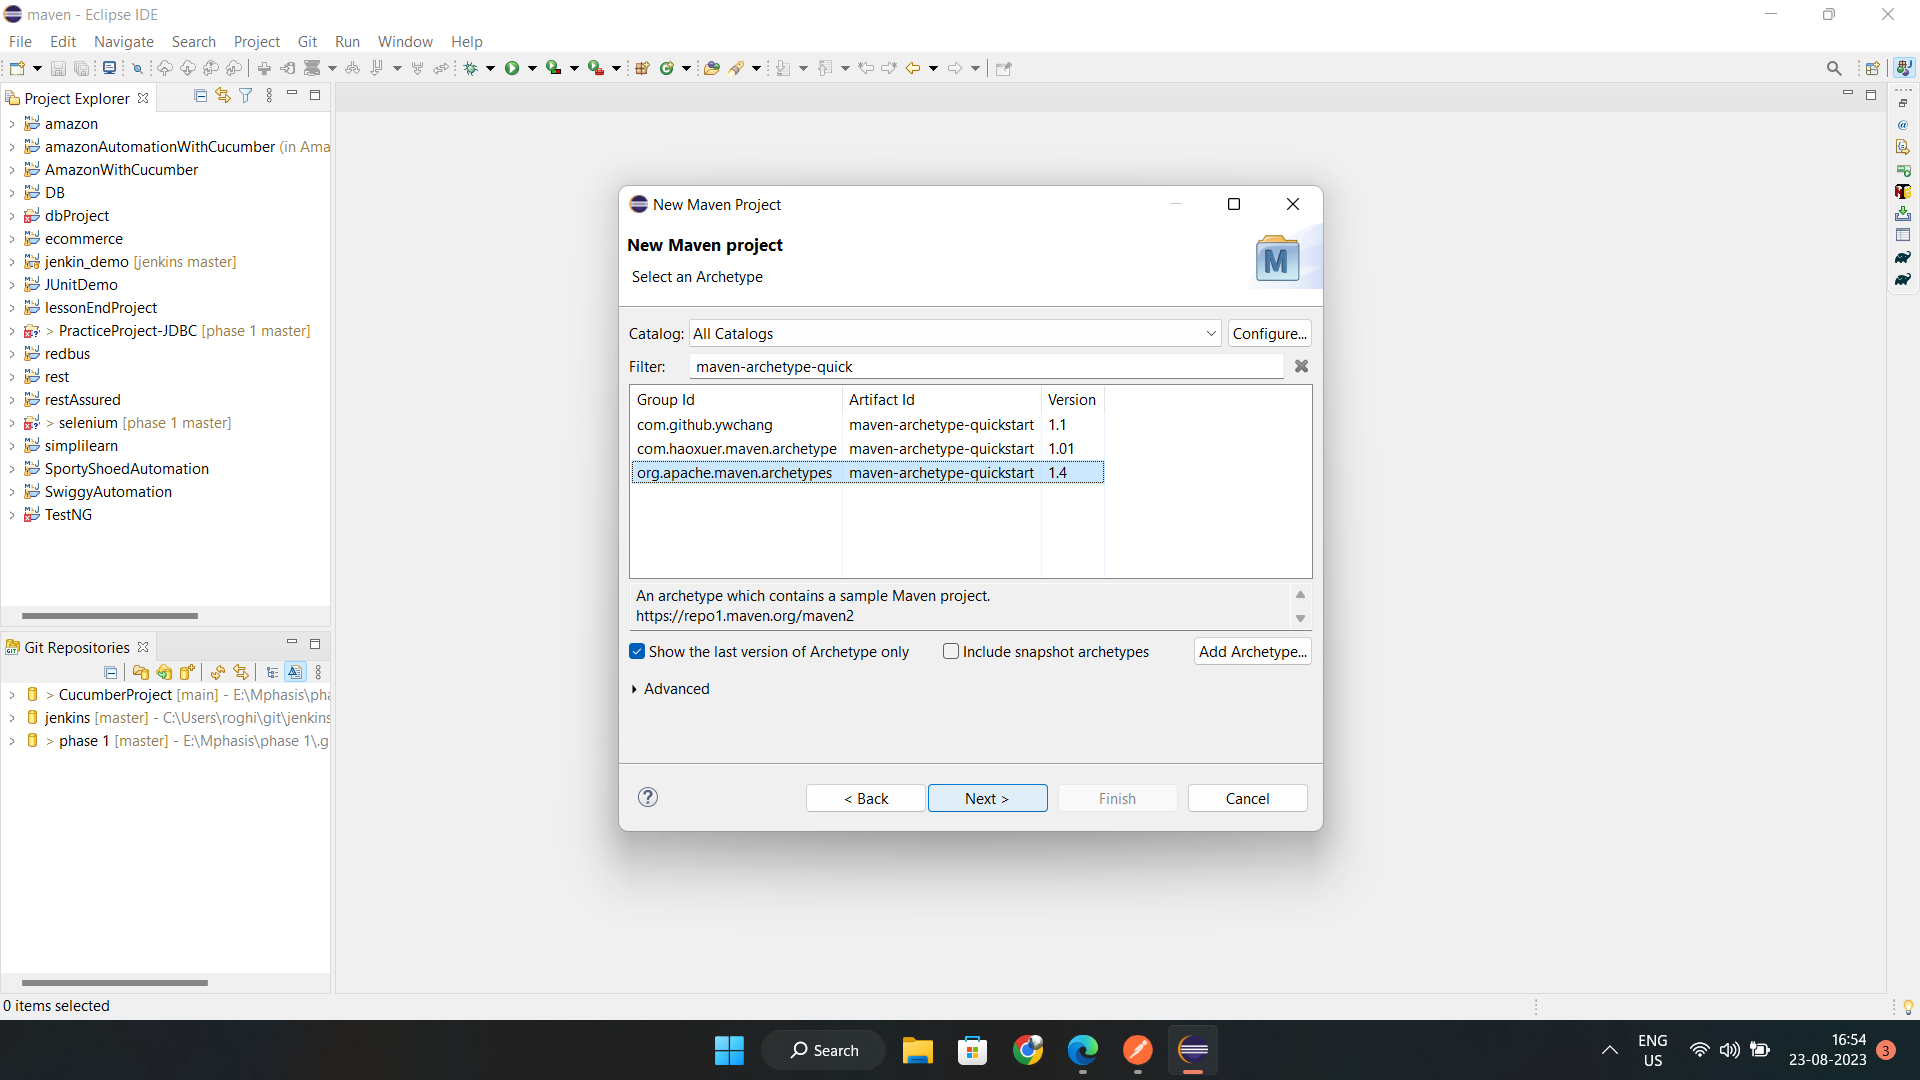 maven - Eclipse IDE
File Edit Navigate Search Project Git Run Window Help
Project Explorer
amazon
amazonAutomationWithCucumber (in Ama
AmazonWithCucumber
DB
dbProject
ecommerce
jenkin_demo [jenkins master]
JUnitDemo
lessonEndProject
> PracticeProject-JDBC [phase 1 master]
redbus
rest
restAssured
> selenium [phase 1 master]
simplilearn
SportyShoedAutomation
SwiggyAutomation
TestNG
Git Repositories
> CucumberProject [main] - E:\Mphasis\pha
jenkins [master] - C:\Users\roghi\git\jenkins
> phase 1 [master] - E:\Mphasis\phase 1\.g
0 items selected
New Maven Project
New Maven project
Select an Archetype
M
Catalog: All Catalogs Configure...
Filter: maven-archetype-quick
Group Id Artifact Id Version
com.github.ywchang maven-archetype-quickstart 1.1
com.haoxuer.maven.archetype maven-archetype-quickstart 1.01
org.apache.maven.archetypes maven-archetype-quickstart 1.4
An archetype which contains a sample Maven project.
https://repo1.maven.org/maven2
Show the last version of Archetype only Include snapshot archetypes Add Archetype...
Advanced
< Back Next > Finish Cancel
Search
ENG
US
16:54
23-08-2023
3